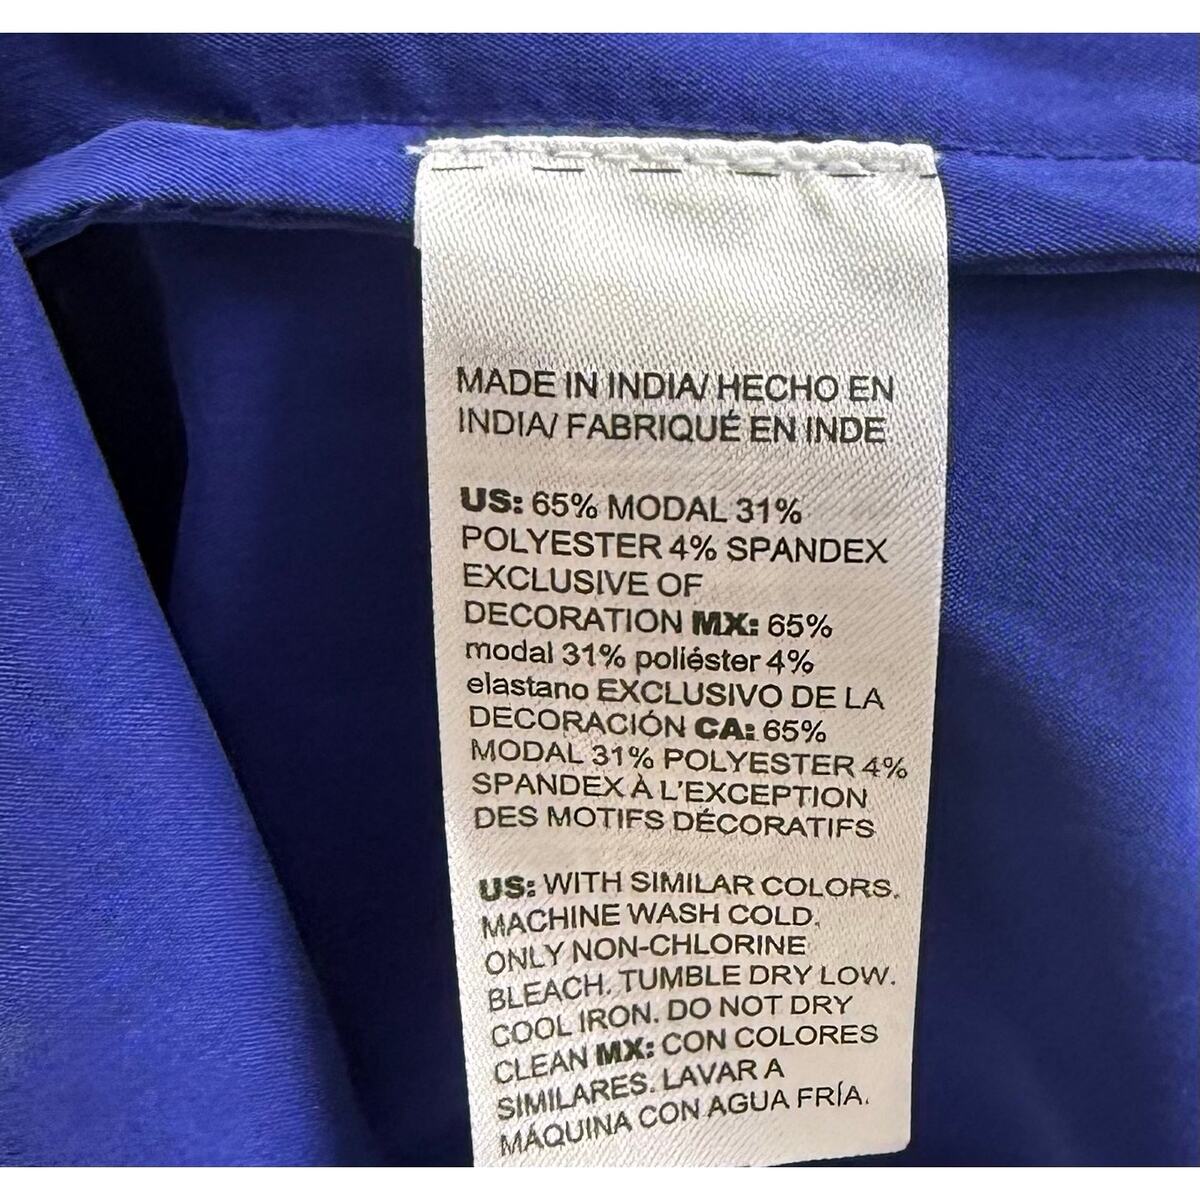 MADE IN INDIA/ HECHO EN
INDIA/ FABRIQUÉ EN INDE
US: 65% MODAL 31%
POLYESTER 4% SPANDEX
EXCLUSIVE OF
DECORATION MX: 65%
modal 31% poliéster 4%
elastano EXCLUSIVO DE LA
DECORACIÓN CA: 65%
MODAL 31% POLYESTER 4%
SPANDEX À L'EXCEPTION
DES MOTIFS DÉCORATIFS
US: WITH SIMILAR COLORS.
MACHINE WASH COLD.
ONLY NON-CHLORINE
BLEACH. TUMBLE DRY LOW.
COOL IRON. DO NOT DRY
CLEAN MX: CON COLORES
SIMILARES. LAVAR A
MÁQUINA CON AGUA FRÍA.